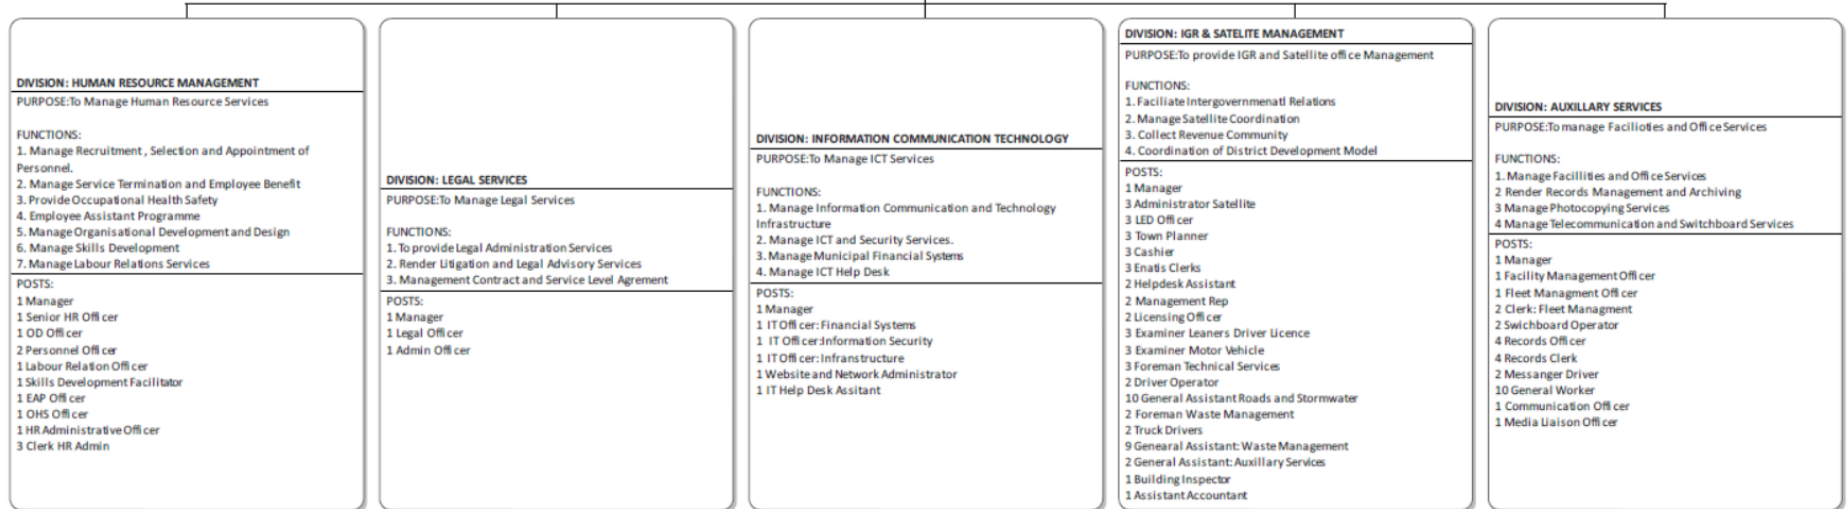 DIVISION: HUMAN RESOURCE MANAGEMENT
PURPOSE:To Manage Human Resource Services
FUNCTIONS:
1. Manage Recruitment , Selection and Appointment of
Personnel.
2. Manage Service Termination and Employee Benefit
3. Provide Occupational Health Safety
4. Employee Assistant Programme
5. Manage Organisational Development and Design
6. Manage Skills Development
7. Manage Labour Relations Services
POSTS:
1 Manager
1 Senior HR Officer
1 OD Officer
2 Personnel Officer
1 Labour Relation Officer
1 Skills Development Facilitator
1 EAP Officer
1 OHS Officer
1 HR Administrative Officer
3 Clerk HR Admin
DIVISION: LEGAL SERVICES
PURPOSE:To Manage Legal Services
FUNCTIONS:
1. To provide Legal Administration Services
2. Render Litigation and Legal Advisory Services
3. Management Contract and Service Level Agrement
POSTS:
1 Manager
1 Legal Officer
1 Admin Officer
DIVISION: INFORMATION COMMUNICATION TECHNOLOGY
PURPOSE:To Manage ICT Services
FUNCTIONS:
1. Manage Information Communication and Technology
Infrastructure
2. Manage ICT and Security Services.
3. Manage Municipal Financial Systems
4. Manage ICT Help Desk
POSTS:
1 Manager
1 IT Officer: Financial Systems
1 IT Officer:Information Security
1 IT Officer: Infranstructure
1 Website and Network Administrator
1 IT Help Desk Assitant
DIVISION: IGR & SATELITE MANAGEMENT
PURPOSE:To provide IGR and Satellite office Management
FUNCTIONS:
1. Faciliate Intergovernmenatl Relations
2. Manage Satellite Coordination
3. Collect Revenue Community
4. Coordination of District Development Model
POSTS:
1 Manager
3 Administrator Satellite
3 LED Officer
3 Town Planner
3 Cashier
3 Enatis Clerks
2 Helpdesk Assistant
2 Management Rep
2 Licensing Officer
3 Examiner Leaners Driver Licence
3 Examiner Motor Vehicle
3 Foreman Technical Services
2 Driver Operator
10 General Assistant Roads and Stormwater
2 Foreman Waste Management
2 Truck Drivers
9 Genearal Assistant: Waste Management
2 General Assistant: Auxillary Services
1 Building Inspector
1 Assistant Accountant
DIVISION: AUXILLARY SERVICES
PURPOSE:To manage Facilioties and Office Services
FUNCTIONS:
1. Manage Facillities and Office Services
2 Render Records Management and Archiving
3 Manage Photocopying Services
4 Manage Telecommunication and Switchboard Services
POSTS:
1 Manager
1 Facility Management Officer
1 Fleet Managment Officer
2 Clerk: Fleet Managment
2 Swichboard Operator
4 Records Officer
4 Records Clerk
2 Messanger Driver
10 General Worker
1 Communication Officer
1 Media Liaison Officer